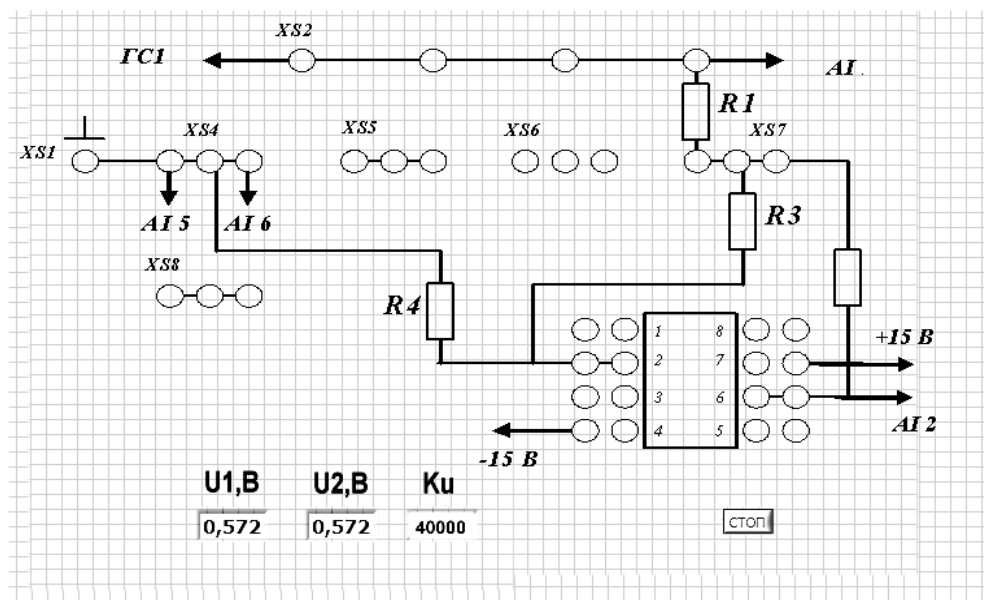 XS2
ГС1
AI
R1
XS1
XS4
XS5
XS6
XS7
AI 5
AI 6
R3
XS8
R4
1
8
+15 В
2
7
3
6
AI 2
4
5
-15 В
U1,В
U2,В
Ku
0,572
0,572
40000
СТОП